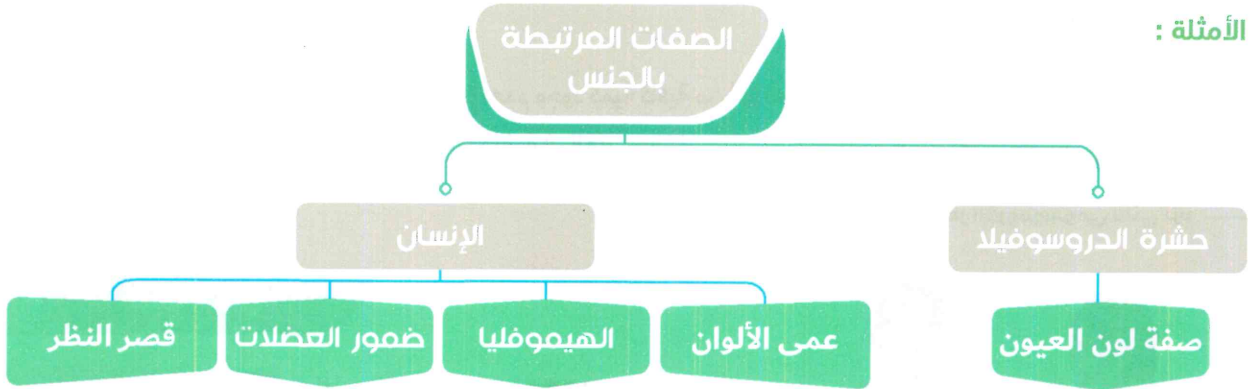 الأمثلة :
الصفات المرتبطة
بالجنس
حشرة الدروسوفيلا
الإنسان
صفة لون العيون
عمى الألوان
الهيموفليا
ضمور العضلات
قصر النظر